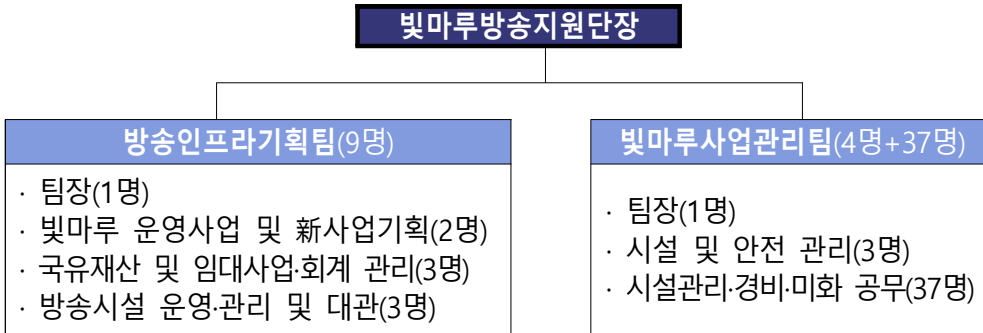 빛마루방송지원단장
방송인프라기획팀(9명)
· 팀장(1명)
· 빛마루 운영사업 및 新사업기획(2명)
· 국유재산 및 임대사업·회계 관리(3명)
· 방송시설 운영·관리 및 대관(3명)
빛마루사업관리팀(4명+37명)
· 팀장(1명)
· 시설 및 안전 관리(3명)
· 시설관리·경비·미화 공무(37명)